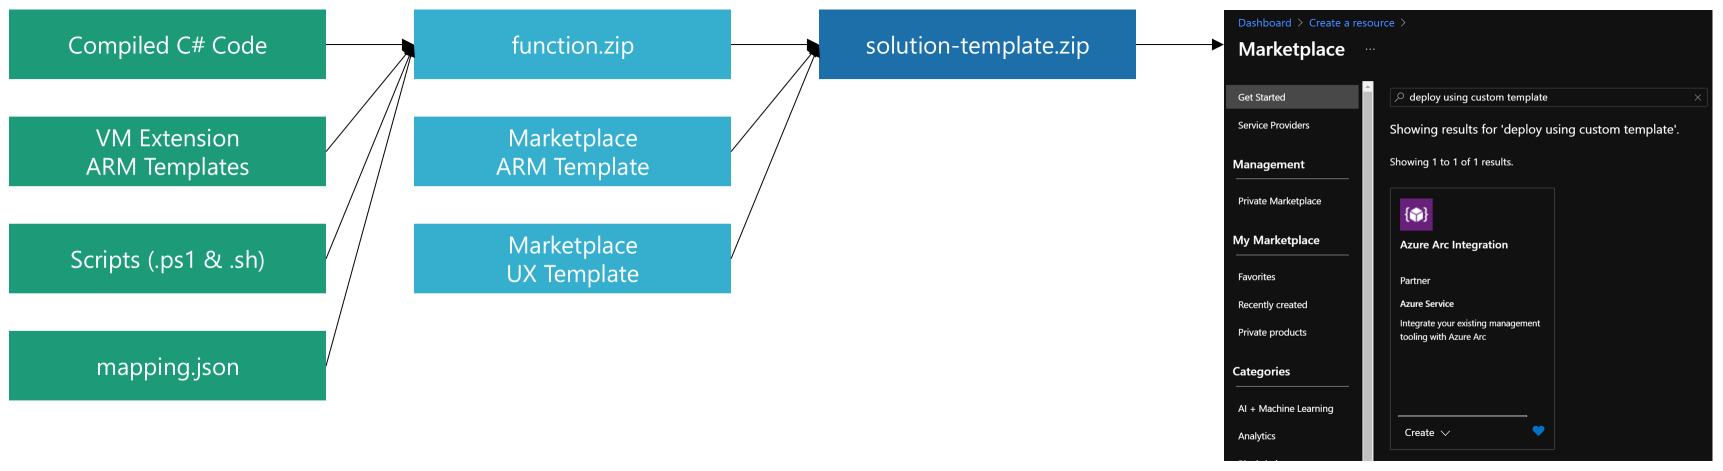 Compiled C# Code
VM Extension
ARM Templates
Scripts (.ps1 & .sh)
mapping.json
function.zip
Marketplace
ARM Template
Marketplace
UX Template
solution-template.zip
Dashboard > Create a resource >
Marketplace ...
Get Started
Service Providers
Management
Private Marketplace
My Marketplace
Favorites
Recently created
Private products
Categories
AI + Machine Learning
Analytics
deploy using custom template
Showing results for 'deploy using custom template'.
Showing 1 to 1 of 1 results.
Azure Arc Integration
Partner
Azure Service
Integrate your existing management
tooling with Azure Arc
Create